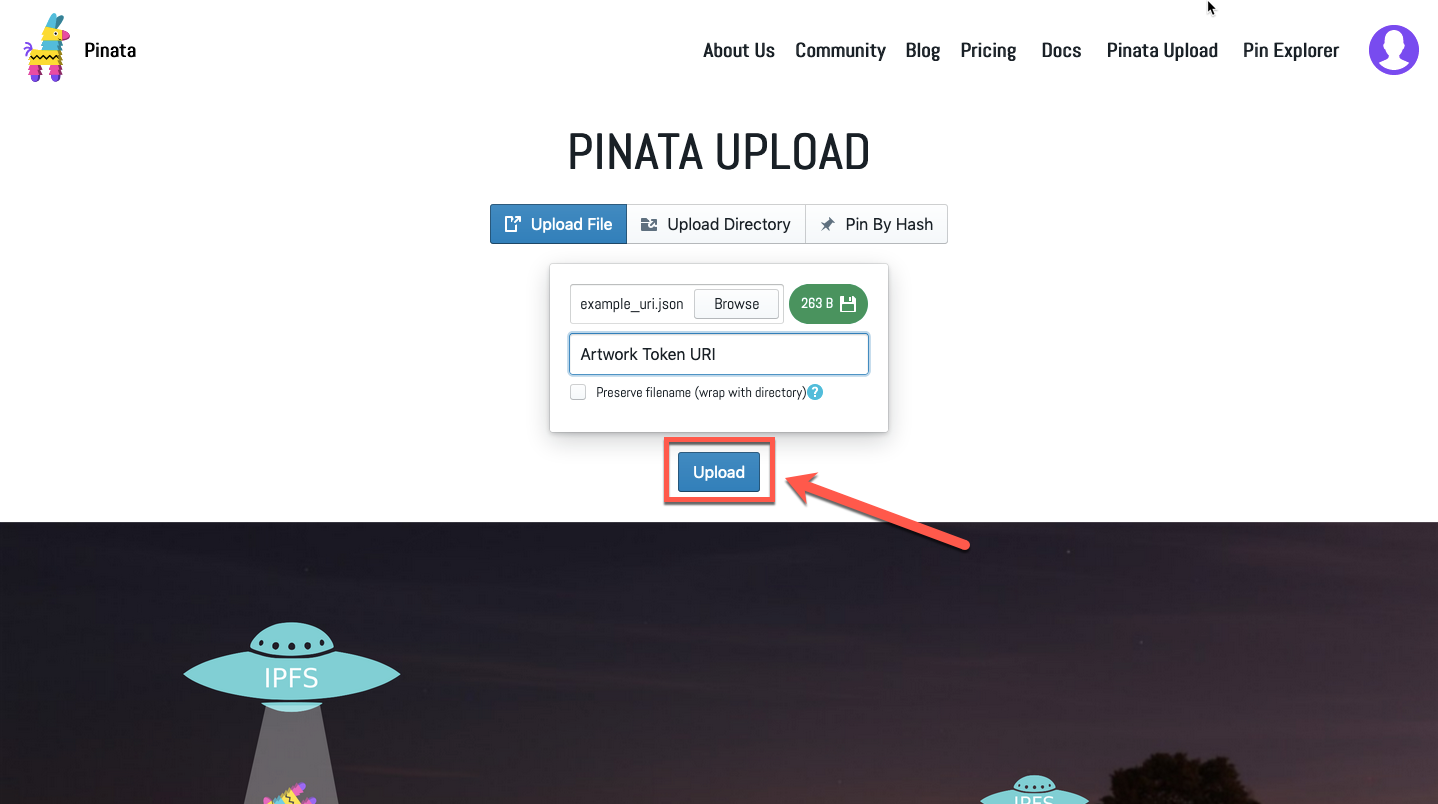 Pinata
About Us Community Blog Pricing Docs Pinata Upload Pin Explorer
PINATA UPLOAD
Upload File Upload Directory Pin By Hash
example_uri.json Browse 263 B
Artwork Token URI
Preserve filename (wrap with directory) ?
Upload
IPFS
IPFS